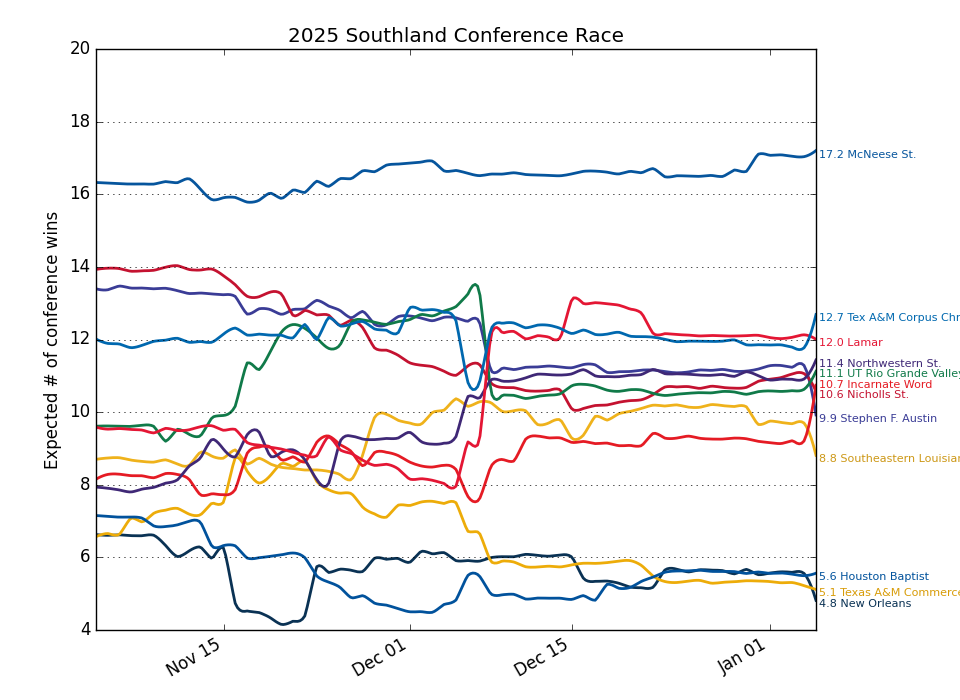 2025 Southland Conference Race
Expected # of conference wins
20
18
16
14
12
10
8
6
4
Nov 15
Dec 01
Dec 15
Jan 01
17.2 McNeese St.
12.7 Tex A&M Corpus Chr
12.0 Lamar
11.4 Northwestern St.
11.1 UT Rio Grande Valley
10.7 Incarnate Word
10.6 Nicholls St.
9.9 Stephen F. Austin
8.8 Southeastern Louisian
5.6 Houston Baptist
5.1 Texas A&M Commerce
4.8 New Orleans